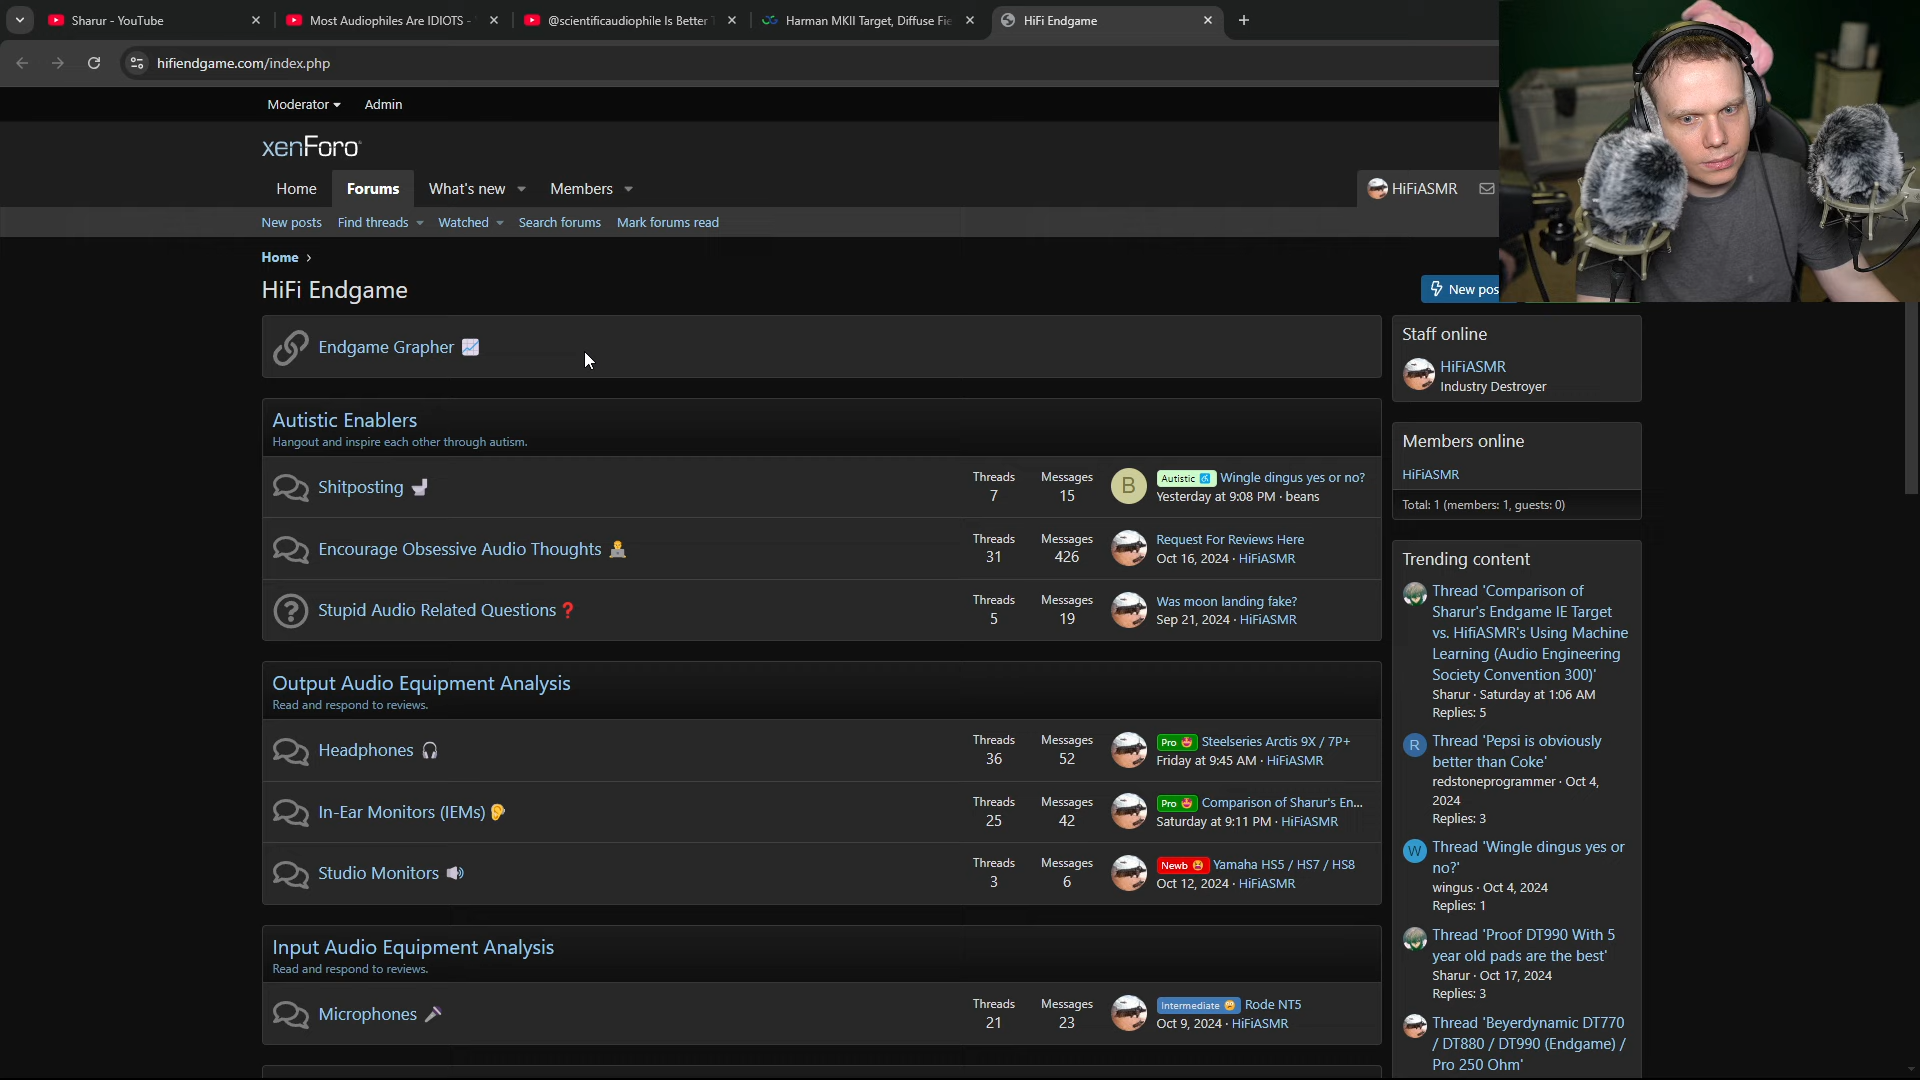 Sharur - YouTube
Most Audiophiles Are IDIOTS -
@scientificaudiophile Is Better
Harman MKII Target, Diffuse Fie
HiFi Endgame
hifiendgame.com/index.php
Moderator
Admin
xenForo
Home
Forums
What's new
Members
HiFiASMR
New posts
Find threads
Watched
Search forums
Mark forums read
Home
HiFi Endgame
New pos
Endgame Grapher
Autistic Enablers
Hangout and inspire each other through autism.
Shitposting
Threads
7
Messages
15
B
Autistic
Wingle dingus yes or no?
Yesterday at 9:08 PM · beans
Encourage Obsessive Audio Thoughts
Threads
31
Messages
426
Request For Reviews Here
Oct 16, 2024 · HiFiASMR
Stupid Audio Related Questions❓
Threads
5
Messages
19
Was moon landing fake?
Sep 21, 2024 · HiFiASMR
Output Audio Equipment Analysis
Read and respond to reviews.
Headphones
Threads
36
Messages
52
Pro
Steelseries Arctis 9X / 7P+
Friday at 9:45 AM · HiFiASMR
In-Ear Monitors (IEMs)
Threads
25
Messages
42
Pro
Comparison of Sharur's En...
Saturday at 9:11 PM · HiFiASMR
Studio Monitors
Threads
3
Messages
6
Newb
Yamaha HS5 / HS7 / HS8
Oct 12, 2024 · HiFiASMR
Input Audio Equipment Analysis
Read and respond to reviews.
Microphones
Threads
21
Messages
23
Intermediate
Rode NT5
Oct 9, 2024 · HiFiASMR
Staff online
HiFiASMR
Industry Destroyer
Members online
HiFiASMR
Total: 1 (members: 1, guests: 0)
Trending content
Thread 'Comparison of
Sharur's Endgame IE Target
vs. HifiASMR's Using Machine
Learning (Audio Engineering
Society Convention 300)'
Sharur · Saturday at 1:06 AM
Replies: 5
R
Thread 'Pepsi is obviously
better than Coke'
redstoneprogrammer · Oct 4,
2024
Replies: 3
W
Thread 'Wingle dingus yes or
no?'
wingus · Oct 4, 2024
Replies: 1
Thread 'Proof DT990 With 5
year old pads are the best'
Sharur · Oct 17, 2024
Replies: 3
Thread 'Beyerdynamic DT770
/ DT880 / DT990 (Endgame) /
Pro 250 Ohm'